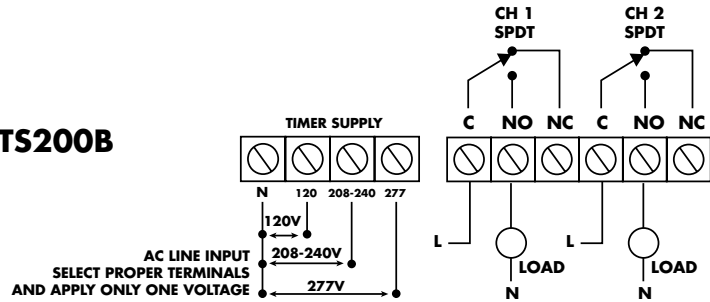 CH 1 CH 2
SPDT SPDT
C NO NC C NO NC
TS200B
TIMER SUPPLY
N 120 208-240 277
120V
208-240V
277V
AC LINE INPUT
SELECT PROPER TERMINALS
AND APPLY ONLY ONE VOLTAGE
L L
LOAD LOAD
N N